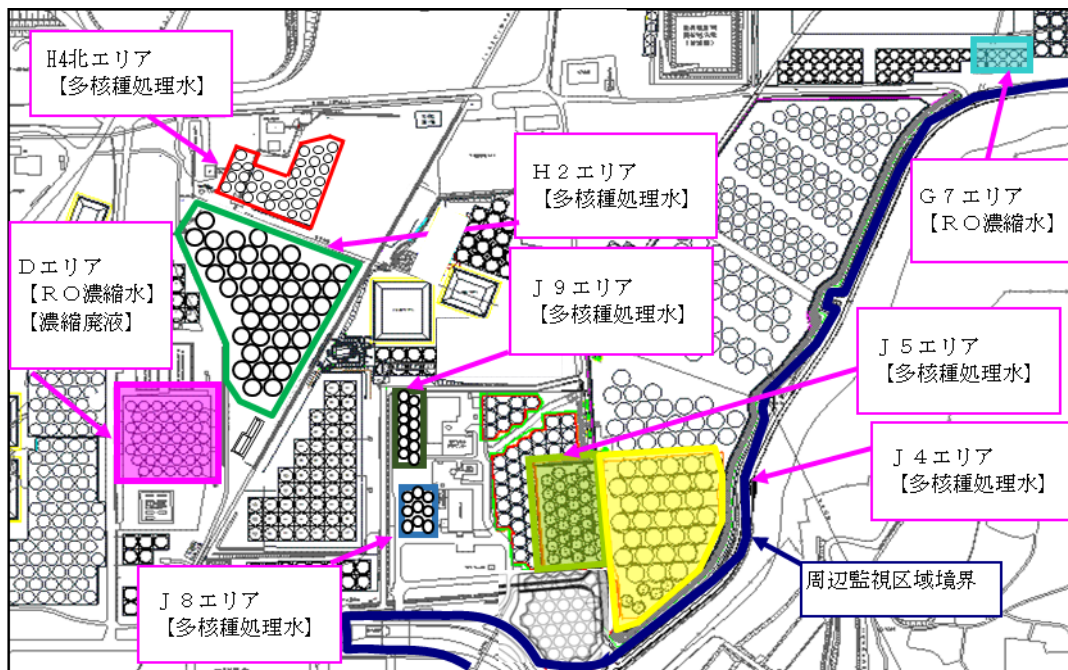 H4北エリア
【多核種処理水】
H2エリア
【多核種処理水】
G7エリア
【RO濃縮水】
Dエリア
【RO濃縮水】
【濃縮廃液】
J9エリア
【多核種処理水】
J5エリア
【多核種処理水】
J4エリア
【多核種処理水】
周辺監視区域境界
J8エリア
【多核種処理水】